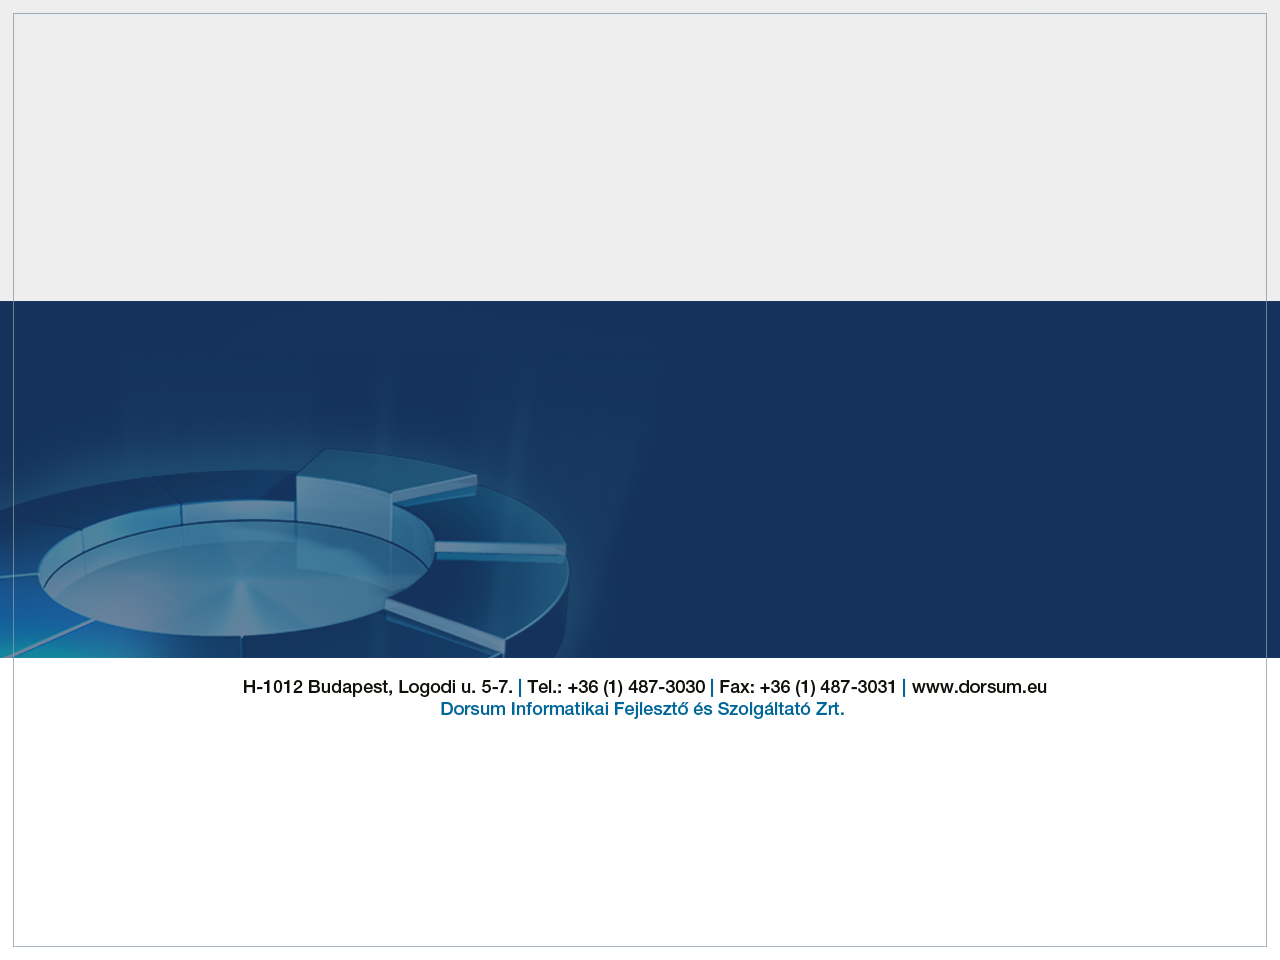 H-1012 Budapest, Logodi u. 5-7. | Tel.: +36 (1) 487-3030 | Fax: +36 (1) 487-3031 | www.dorsum.eu
Dorsum Informatikai Fejlesztő és Szolgáltató Zrt.